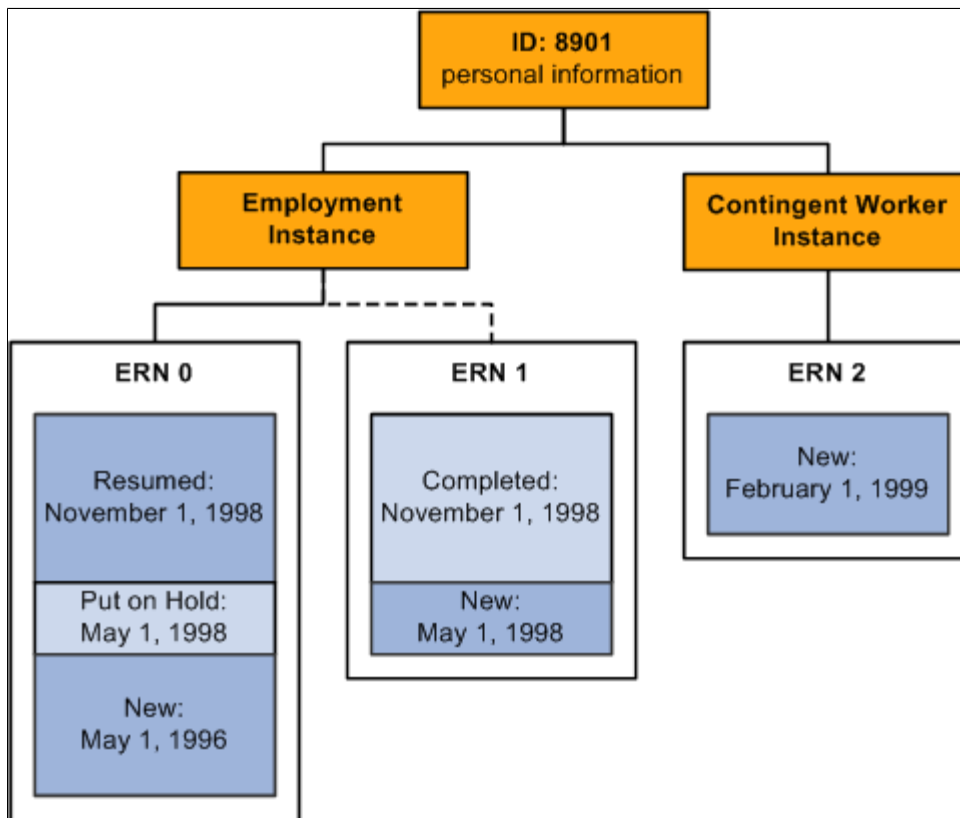 ID: 8901
personal information
Employment
Instance
Contingent Worker
Instance
ERN 0
Resumed:
November 1, 1998
Put on Hold:
May 1, 1998
New:
May 1, 1996
ERN 1
Completed:
November 1, 1998
New:
May 1, 1998
ERN 2
New:
February 1, 1999